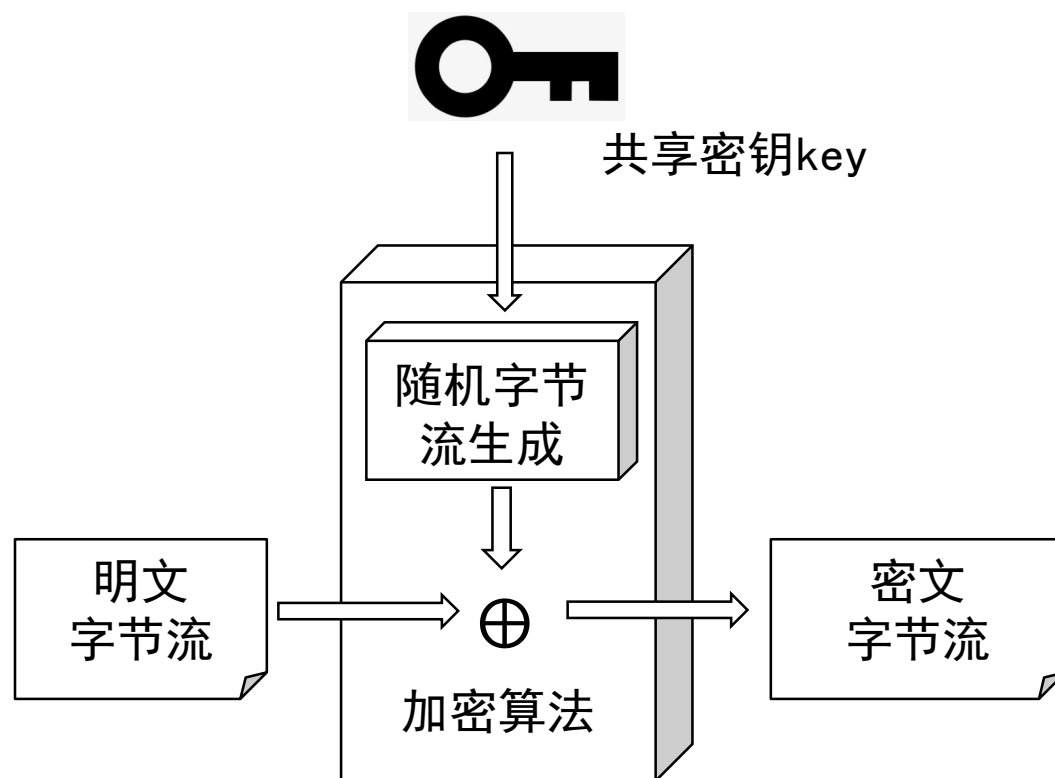 共享密钥key
随机字节
流生成
明文
字节流
密文
字节流
加密算法